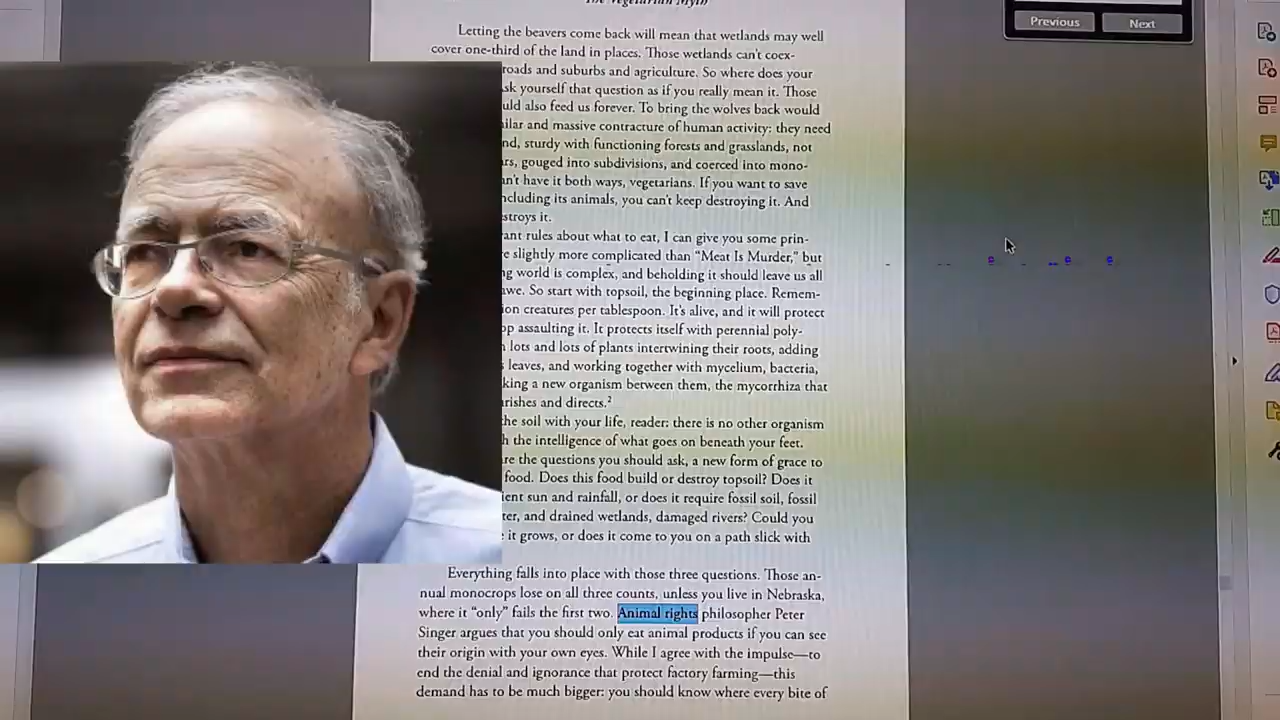 The Vegetarian Myth
Previous
Next
Letting the beavers come back will mean that wetlands may well
cover one-third of the land in places. Those wetlands can't coex-
roads and suburbs and agriculture. So where does your
ask yourself that question as if you really mean it. Those
uld also feed us forever. To bring the wolves back would
ilar and massive contracture of human activity: they need
nd, sturdy with functioning forests and grasslands, not
rs, gouged into subdivisions, and coerced into mono-
an't have it both ways, vegetarians. If you want to save
ncluding its animals, you can't keep destroying it. And
stroys it.
ant rules about what to eat, I can give you some prin-
e slightly more complicated than "Meat Is Murder," but
ng world is complex, and beholding it should leave us all
awe. So start with topsoil, the beginning place. Remem-
ion creatures per tablespoon. It's alive, and it will protect
op assaulting it. It protects itself with perennial poly-
lots and lots of plants intertwining their roots, adding
leaves, and working together with mycelium, bacteria,
king a new organism between them, the mycorrhiza that
rishes and directs.²
the soil with your life, reader: there is no other organism
h the intelligence of what goes on beneath your feet.
re the questions you should ask, a new form of grace to
food. Does this food build or destroy topsoil? Does it
ient sun and rainfall, or does it require fossil soil, fossil
ter, and drained wetlands, damaged rivers? Could you
it grows, or does it come to you on a path slick with
Everything falls into place with those three questions. Those an-
nual monocrops lose on all three counts, unless you live in Nebraska,
where it "only" fails the first two. Animal rights philosopher Peter
Singer argues that you should only eat animal products if you can see
their origin with your own eyes. While I agree with the impulse—to
end the denial and ignorance that protect factory farming—this
demand has to be much bigger: you should know where every bite of